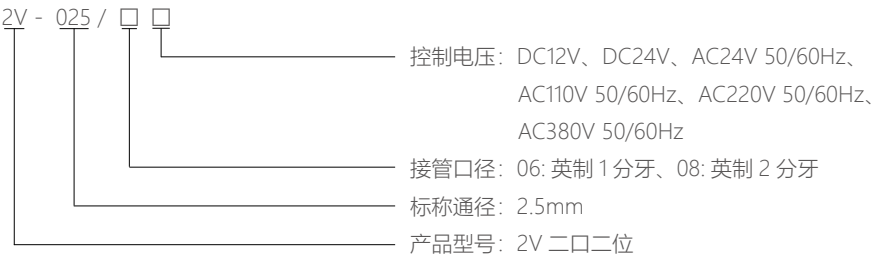 2V - 025 / □ □
控制电压：DC12V、DC24V、AC24V 50/60Hz、
AC110V 50/60Hz、AC220V 50/60Hz、
AC380V 50/60Hz
接管口径：06: 英制 1 分牙、08: 英制 2 分牙
标称通径：2.5mm
产品型号：2V 二口二位